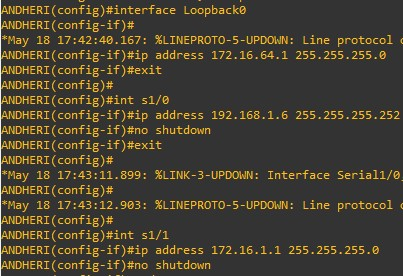 ANDHERI(config)#interface Loopback0
ANDHERI(config-if)#
*May 18 17:42:40.167: %LINEPROTO-5-UPDOWN: Line protocol
ANDHERI(config-if)#ip address 172.16.64.1 255.255.255.0
ANDHERI(config-if)#exit
ANDHERI(config)#
ANDHERI(config)#int s1/0
ANDHERI(config-if)#ip address 192.168.1.6 255.255.255.252
ANDHERI(config-if)#no shutdown
ANDHERI(config-if)#exit
ANDHERI(config)#
*May 18 17:43:11.899: %LINK-3-UPDOWN: Interface Serial1/0
ANDHERI(config)#
*May 18 17:43:12.903: %LINEPROTO-5-UPDOWN: Line protocol
ANDHERI(config)#
ANDHERI(config)#int s1/1
ANDHERI(config-if)#ip address 172.16.1.1 255.255.255.0
ANDHERI(config-if)#no shutdown